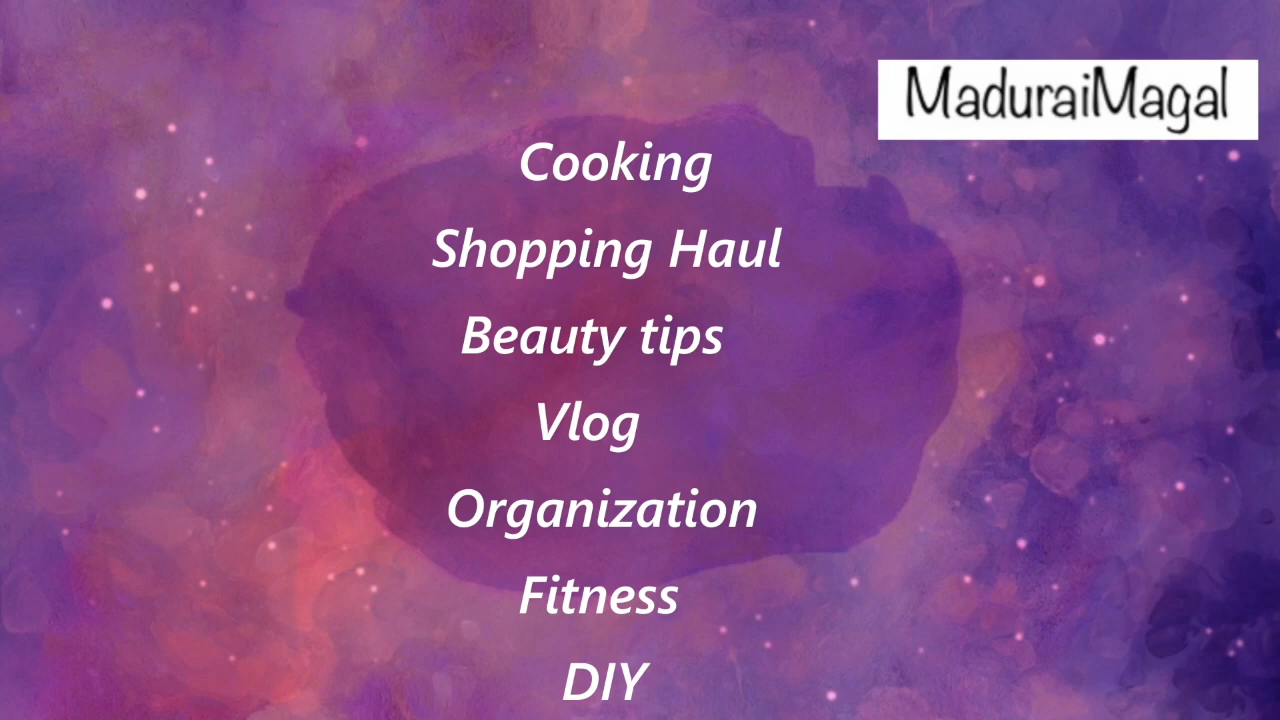 MaduraiMagal
Cooking
Shopping Haul
Beauty tips
Vlog
Organization
Fitness
DIY